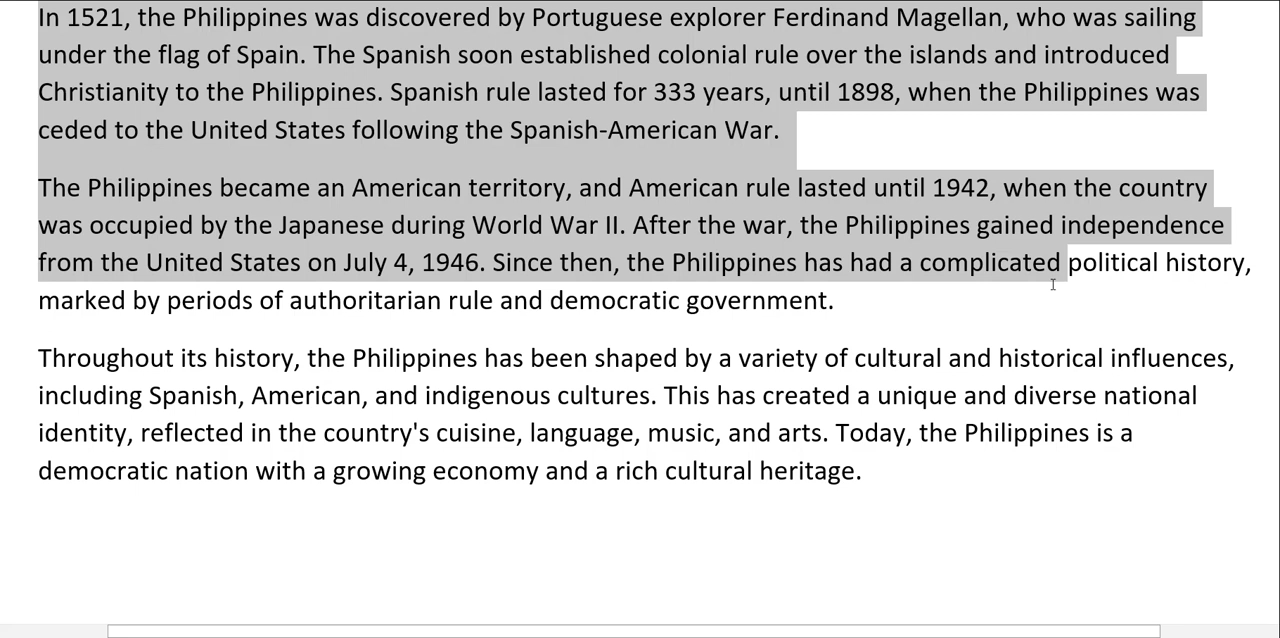 In 1521, the Philippines was discovered by Portuguese explorer Ferdinand Magellan, who was sailing
under the flag of Spain. The Spanish soon established colonial rule over the islands and introduced
Christianity to the Philippines. Spanish rule lasted for 333 years, until 1898, when the Philippines was
ceded to the United States following the Spanish-American War.
The Philippines became an American territory, and American rule lasted until 1942, when the country
was occupied by the Japanese during World War II. After the war, the Philippines gained independence
from the United States on July 4, 1946. Since then, the Philippines has had a complicated political history,
marked by periods of authoritarian rule and democratic government.
Throughout its history, the Philippines has been shaped by a variety of cultural and historical influences,
including Spanish, American, and indigenous cultures. This has created a unique and diverse national
identity, reflected in the country's cuisine, language, music, and arts. Today, the Philippines is a
democratic nation with a growing economy and a rich cultural heritage.